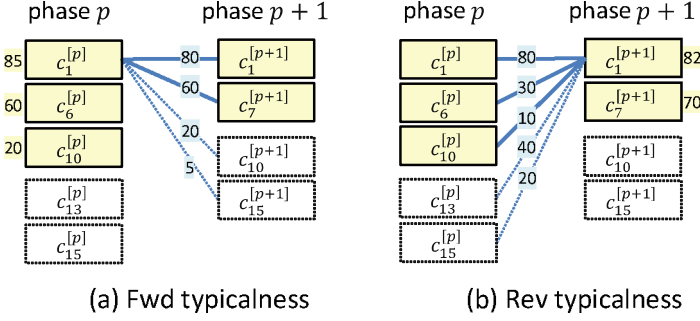 phase p phase p + 1 phase p phase p + 1
85 c_1^[p] 80 c_1^[p+1] c_1^[p] 80 c_1^[p+1] 82
60 c_6^[p] 60 c_7^[p+1] c_6^[p] 30 c_7^[p+1] 70
20 c_10^[p] 20 c_10^[p+1] c_10^[p] 10 c_10^[p+1]
c_13^[p] 5 c_15^[p+1] c_13^[p] 40 c_15^[p+1]
c_15^[p] c_15^[p] 20
(a) Fwd typicalness (b) Rev typicalness